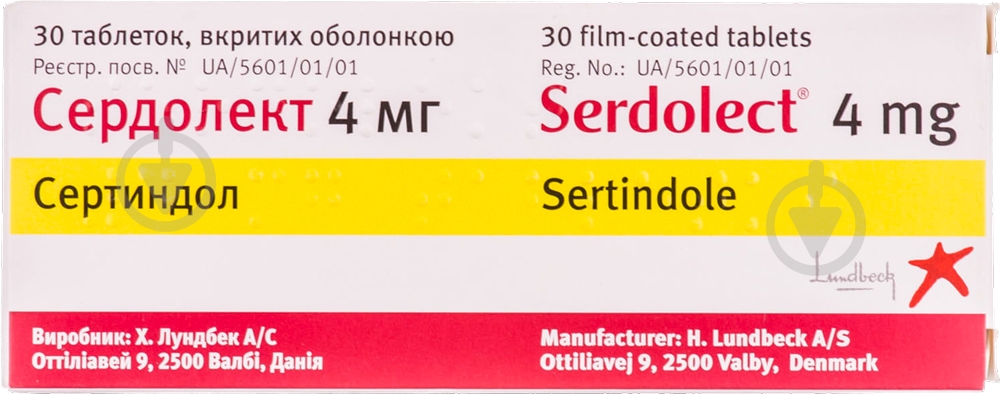 30 таблеток, вкритих оболонкою
Реєстр. посв. № UA/5601/01/01
Сердолект 4 мг
Сертиндол
Виробник: Х. Лундбек А/С
Оттіліавей 9, 2500 Валбі, Данія
30 film-coated tablets
Reg. No.: UA/5601/01/01
Serdolect® 4 mg
Sertindole
Lundbeck
Manufacturer: H. Lundbeck A/S
Ottiliavej 9, 2500 Valby, Denmark